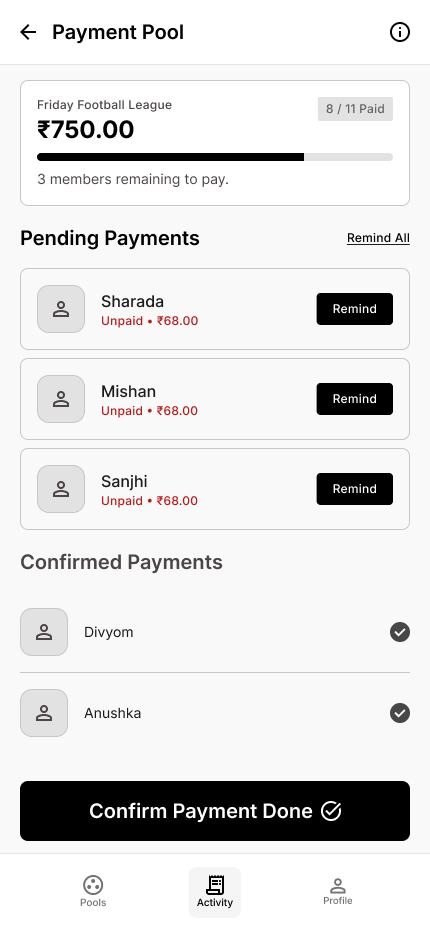 Payment Pool
Friday Football League
8 / 11 Paid
₹750.00
3 members remaining to pay.
Pending Payments
Remind All
Sharada
Unpaid • ₹68.00
Remind
Mishan
Unpaid • ₹68.00
Remind
Sanjhi
Unpaid • ₹68.00
Remind
Confirmed Payments
Divyom
Anushka
Confirm Payment Done
Pools
Activity
Profile